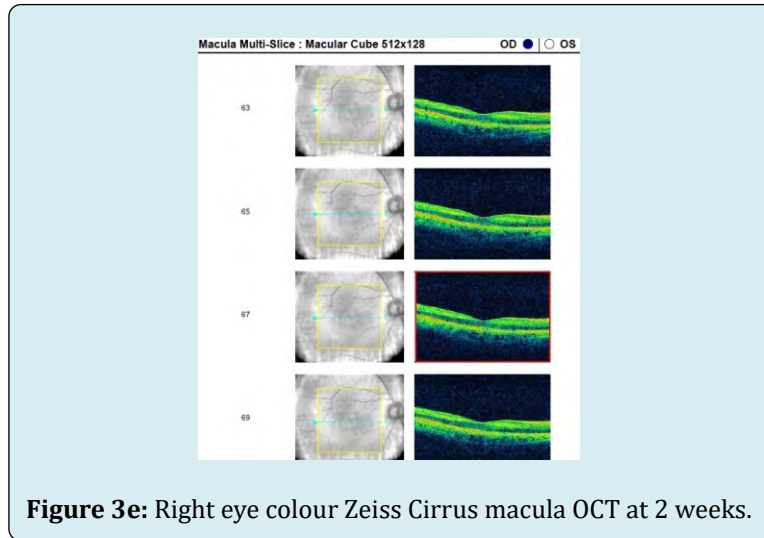 Macula Multi-Slice : Macular Cube 512x128 OD OS
63
65
67
69
Figure 3e: Right eye colour Zeiss Cirrus macula OCT at 2 weeks.